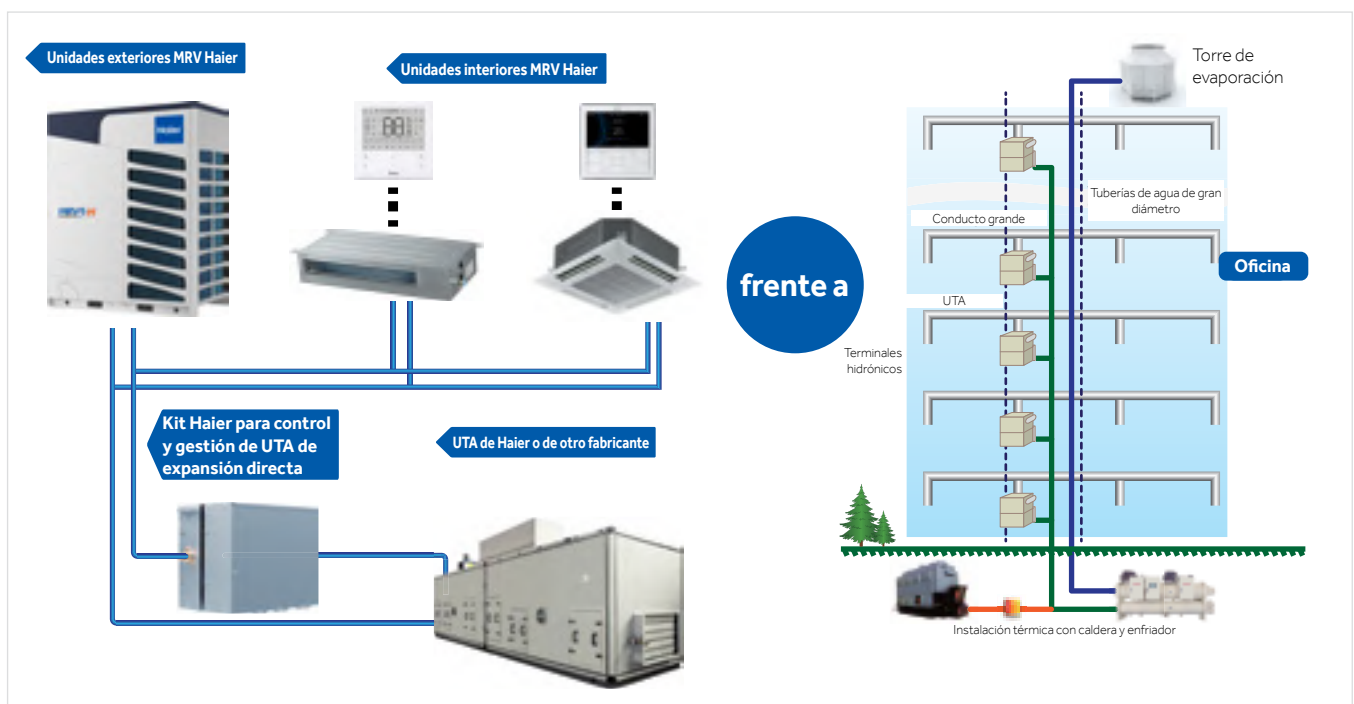 Unidades exteriores MRV Haier
Unidades interiores MRV Haier
Haier
Kit Haier para control
y gestión de UTA de
expansión directa
UTA de Haier o de otro fabricante
frente a
Torre de
evaporación
Tuberías de agua de gran
diámetro
Conducto grande
Oficina
UTA
Terminales
hidrónicos
Instalación térmica con caldera y enfriador